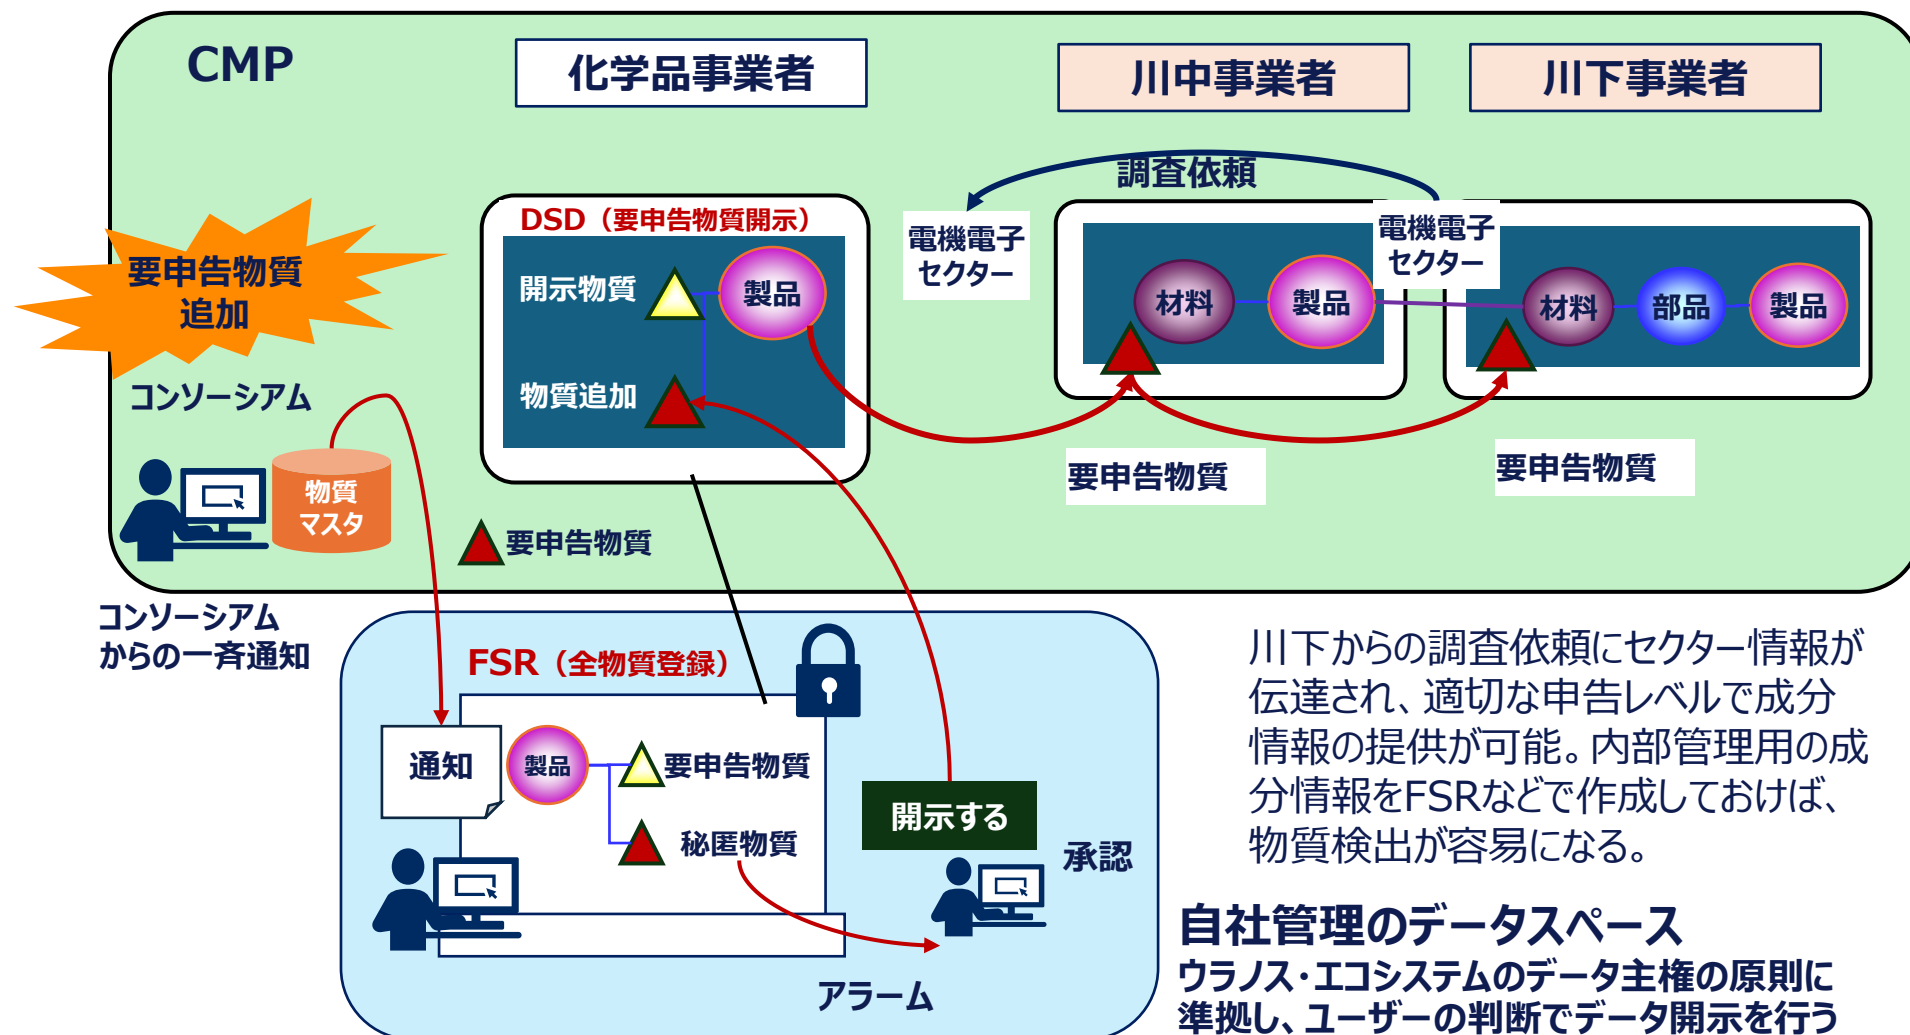 CMP
化学品事業者
川中事業者
川下事業者
調査依頼
要申告物質
追加
DSD（要申告物質開示）
開示物質
製品
物質追加
電機電子
セクター
材料
製品
電機電子
セクター
材料
部品
製品
コンソーシアム
物質
マスタ
要申告物質
要申告物質
要申告物質
コンソーシアム
からの一斉通知
FSR（全物質登録）
通知
製品
要申告物質
秘匿物質
開示する
承認
アラーム
川下からの調査依頼にセクター情報が
伝達され、適切な申告レベルで成分
情報の提供が可能。内部管理用の成
分情報をFSRなどで作成しておけば、
物質検出が容易になる。
自社管理のデータスペース
ウラノス・エコシステムのデータ主権の原則に
準拠し、ユーザーの判断でデータ開示を行う